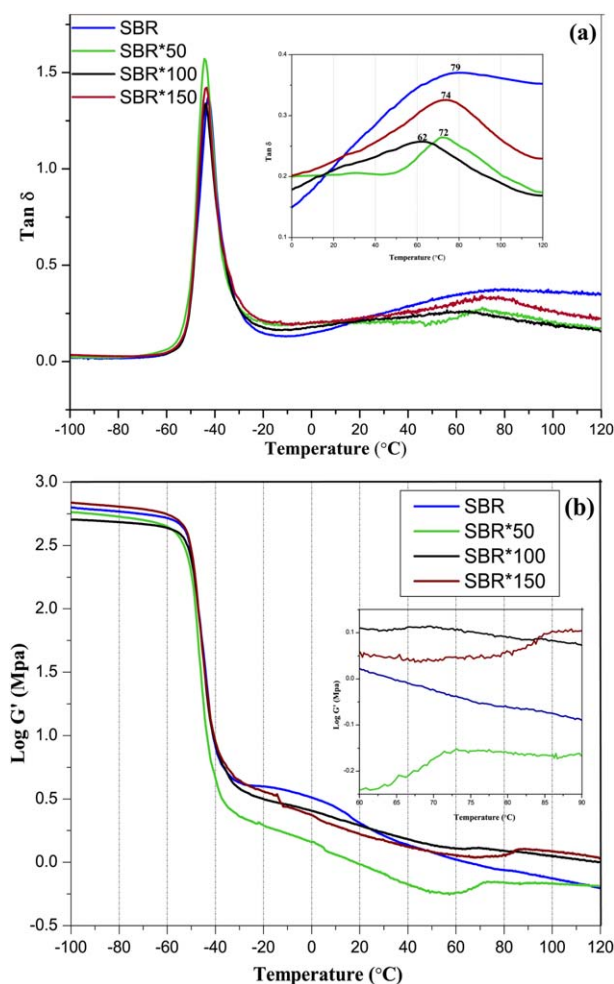 (a)
SBR
SBR*50
SBR*100
SBR*150
Tan δ
1.5
1.0
0.5
0.0
-100 -80 -60 -40 -20 0 20 40 60 80 100 120
Temperature (°C)
Tan δ
0.4
0.3
0.2
0.1
79
74
62
72
0 20 40 60 80 100 120
Temperature (°C)
(b)
SBR
SBR*50
SBR*100
SBR*150
Log G' (Mpa)
3.0
2.5
2.0
1.5
1.0
0.5
0.0
-0.5
-100 -80 -60 -40 -20 0 20 40 60 80 100 120
Temperature (°C)
Log G' (Mpa)
0.1
0.0
-0.1
-0.2
60 65 70 75 80 85 90
Temperature (°C)